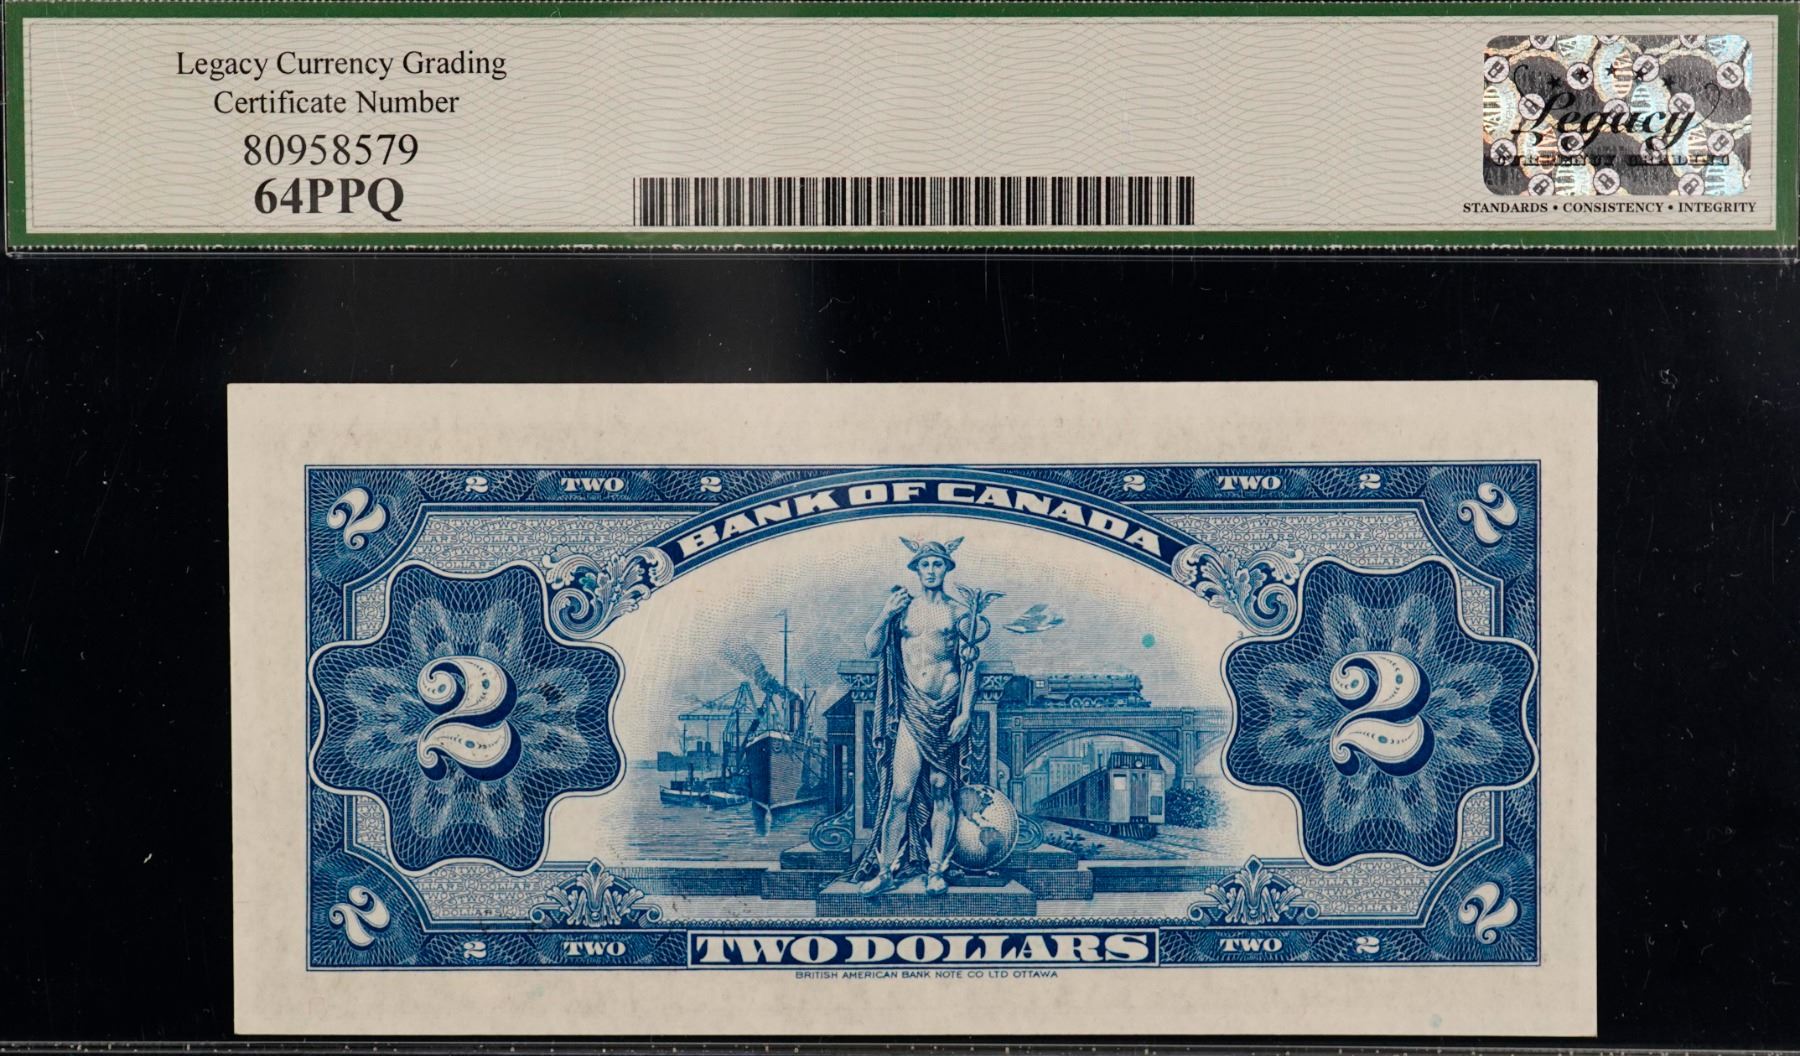 Legacy Currency Grading
Certificate Number
80958579
64PPQ
Legacy
CURRENCY GRADING
STANDARDS • CONSISTENCY • INTEGRITY
2 TWO 2 2 TWO 2
2 2
BANK OF CANADA
2 2
2 2
2 TWO TWO DOLLARS TWO 2
BRITISH AMERICAN BANK NOTE CO LTD OTTAWA